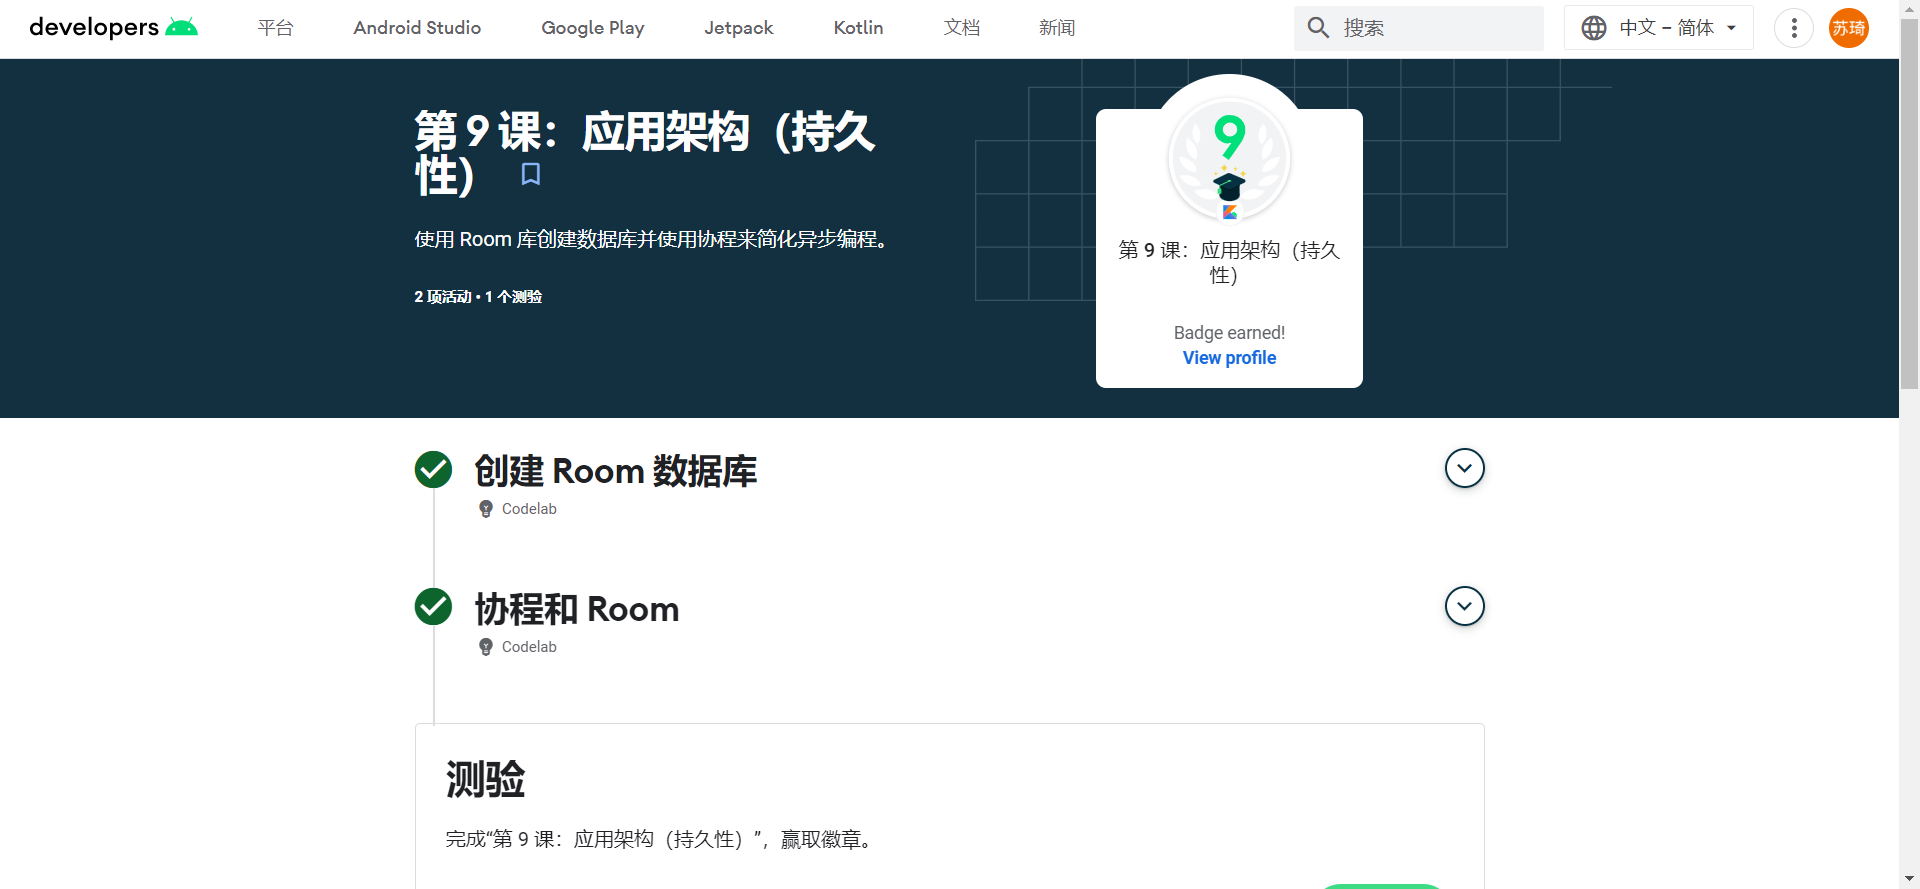 developers
平台
Android Studio
Google Play
Jetpack
Kotlin
文档
新闻
搜索
中文 – 简体
苏琦
第 9 课：应用架构（持久
性）
使用 Room 库创建数据库并使用协程来简化异步编程。
2 项活动 • 1 个测验
9
第 9 课：应用架构（持久
性）
Badge earned!
View profile
创建 Room 数据库
Codelab
协程和 Room
Codelab
测验
完成“第 9 课：应用架构（持久性）”，赢取徽章。